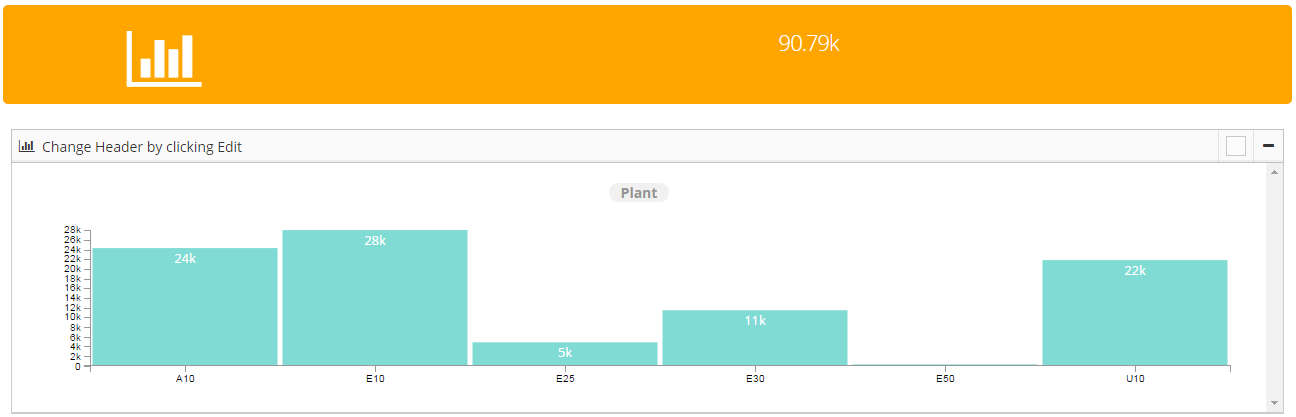 90.79k
Change Header by clicking Edit
Plant
28k
26k
24k
22k
20k
18k
16k
14k
12k
10k
8k
6k
4k
2k
0
24k
28k
5k
11k
22k
A10 E10 E25 E30 E50 U10